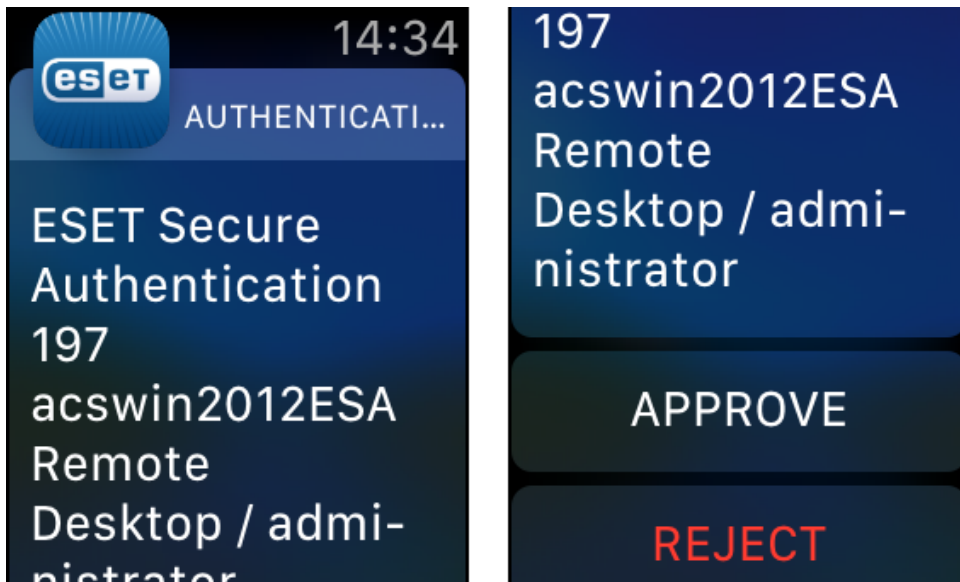 14:34
eseT
AUTHENTICATI...
ESET Secure
Authentication
197
acswin2012ESA
Remote
Desktop / admi-
nistrator
197
acswin2012ESA
Remote
Desktop / admi-
nistrator
APPROVE
REJECT